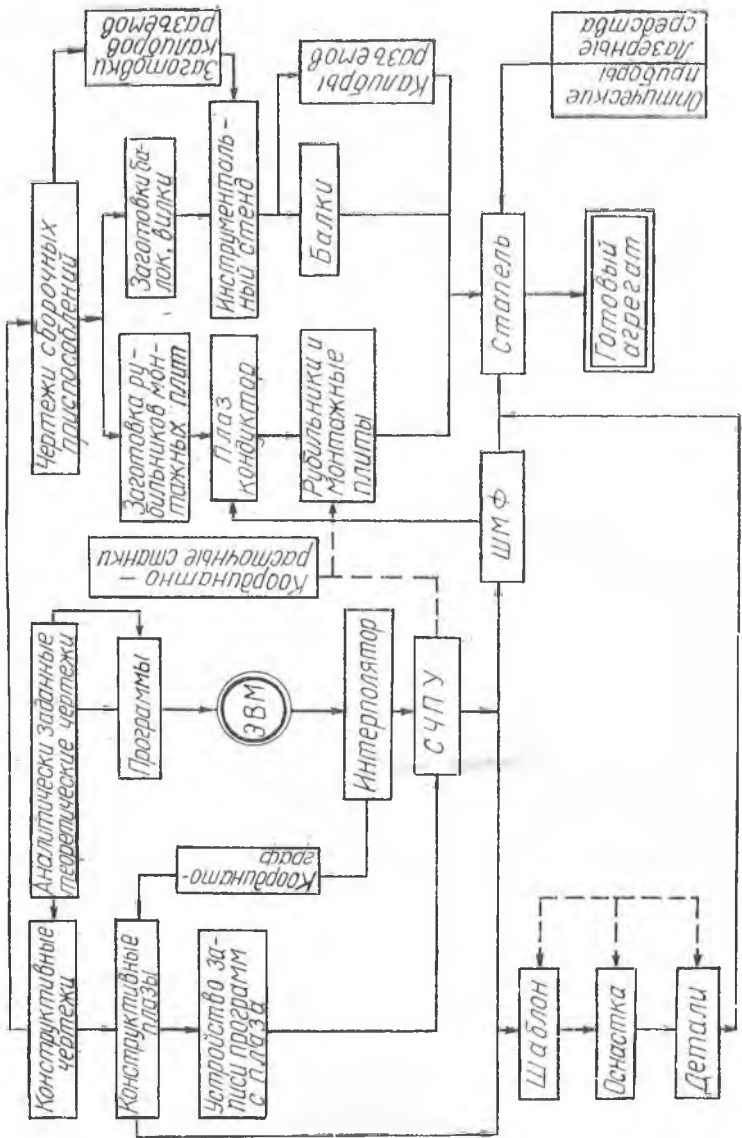 Конструктивные
чертежи
Аналитически заданные
теоретические чертежи
Чертежи сборочных
приспособлений
Заготовки
калибров
разъемов
Конструктивные
плазы
Программы
Заготовка ру-
бильников мон-
тажных плит
Заготовки ба-
лок, вилки
Устройство за-
писи программ
с плаза
Координато-
граф
ЭВМ
Координатно-
расточные станки
Плаз
кондуктор
Инструменталь-
ный стенд
Интерполятор
Рубильники и
монтажные
плиты
Балки
Калибры
разъемов
СЧПУ
Шаблон
ШМФ
Стапель
Оптические
приборы
Лазерные
средства
Оснастка
Детали
Готовый
агрегат